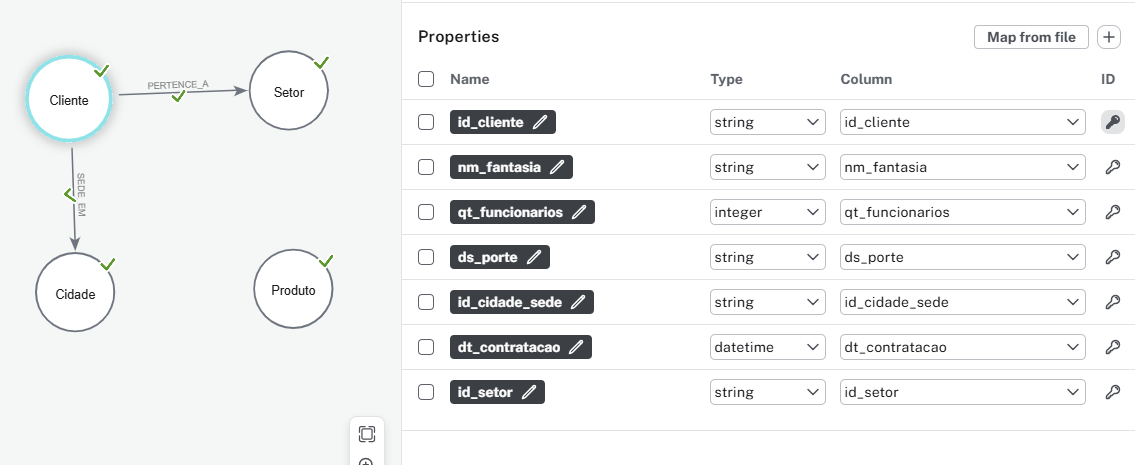 Cliente
PERTENCE_A
Setor
SEDE_EM
Cidade
Produto
Properties
Map from file
Name Type Column ID
id_cliente string id_cliente
nm_fantasia string nm_fantasia
qt_funcionarios integer qt_funcionarios
ds_porte string ds_porte
id_cidade_sede string id_cidade_sede
dt_contratacao datetime dt_contratacao
id_setor string id_setor